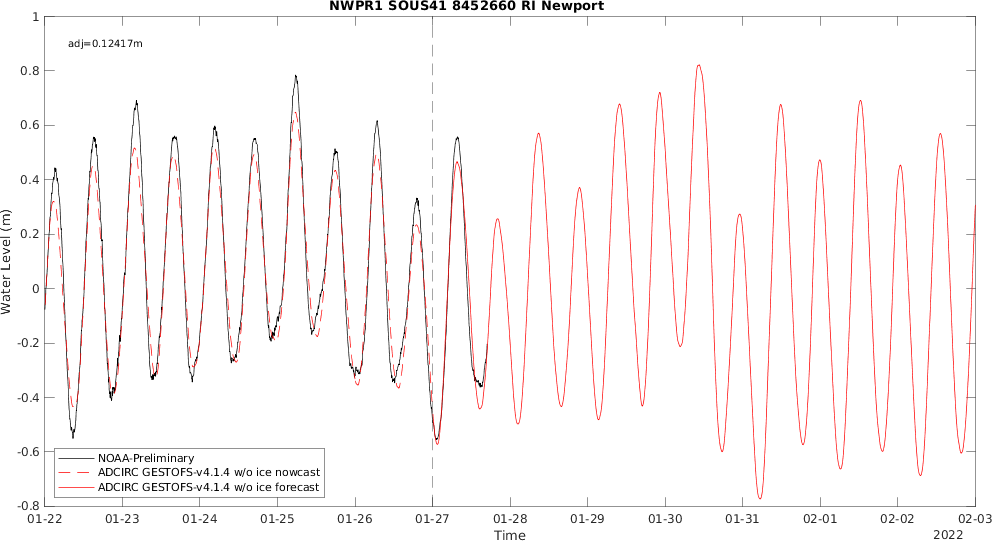 NWPR1 SOUS41 8452660 RI Newport
adj=0.12417m
1
0.8
0.6
0.4
0.2
0
-0.2
-0.4
-0.6
-0.8
Water Level (m)
NOAA-Preliminary
ADCIRC GESTOFS-v4.1.4 w/o ice nowcast
ADCIRC GESTOFS-v4.1.4 w/o ice forecast
01-22 01-23 01-24 01-25 01-26 01-27 01-28 01-29 01-30 01-31 02-01 02-02 02-03
Time
2022